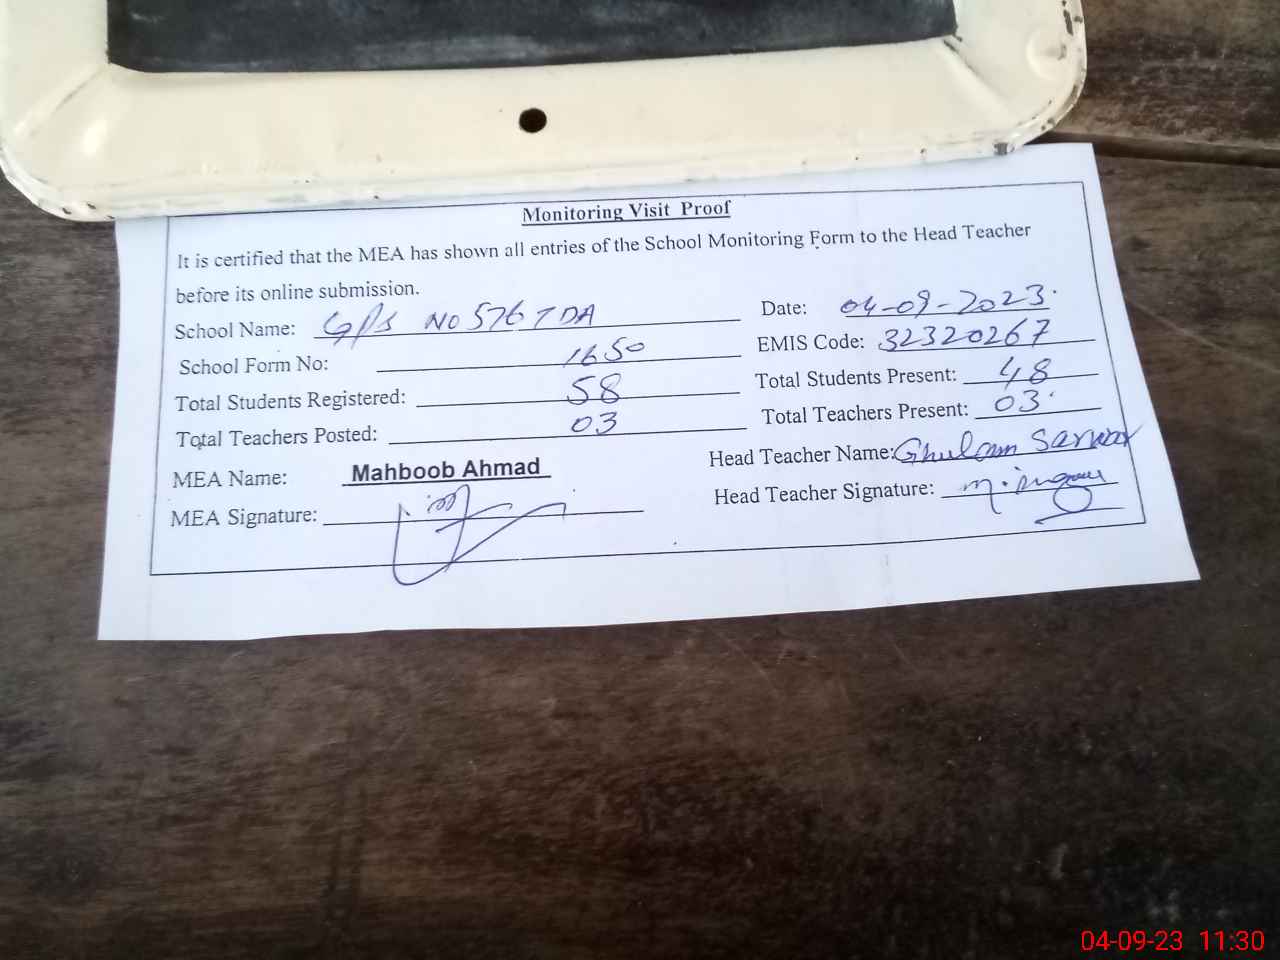 Monitoring Visit Proof
It is certified that the MEA has shown all entries of the School Monitoring Form to the Head Teacher
before its online submission.
School Name: GPS NO 576 TDA Date: 04-09-2023
School Form No: 1650 EMIS Code: 32320267
Total Students Registered: 58 Total Students Present: 48
Total Teachers Posted: 03 Total Teachers Present: 03
MEA Name: Mahboob Ahmad Head Teacher Name: Ghulam Sarwar
MEA Signature: Head Teacher Signature:
04-09-23 11:30